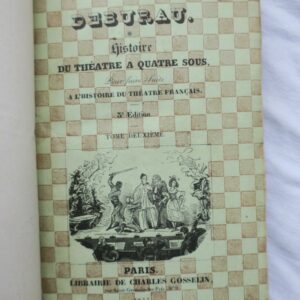 DEBURAU.
Histoire
DU THÉATRE A QUATRE SOUS,
Pour faire Suite
A L'HISTOIRE DU THÉATRE FRANÇAIS.
3e Edition
TOME DEUXIÈME.
PARIS.
LIBRAIRIE DE CHARLES GOSSELIN,